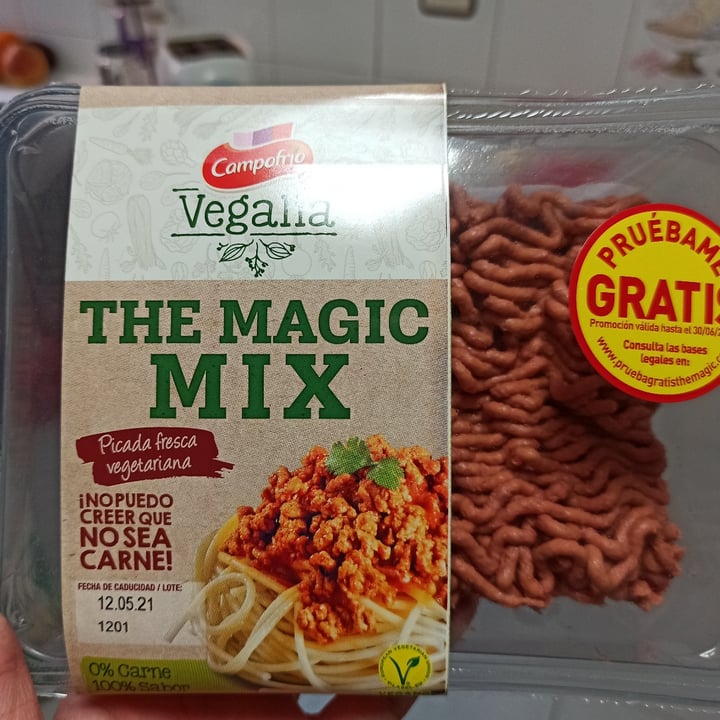 Campofrío
Vegalia
THE MAGIC
MIX
Picada fresca
vegetariana
¡NO PUEDO
CREER QUE
NO SEA
CARNE!
FECHA DE CADUCIDAD / LOTE:
12.05.21
1201
0% Carne
100% Sabor
PRUÉBAME
GRATIS
Promoción válida hasta el 30/06/2
Consulta las bases
legales en:
www.pruebagratisthemagic.c